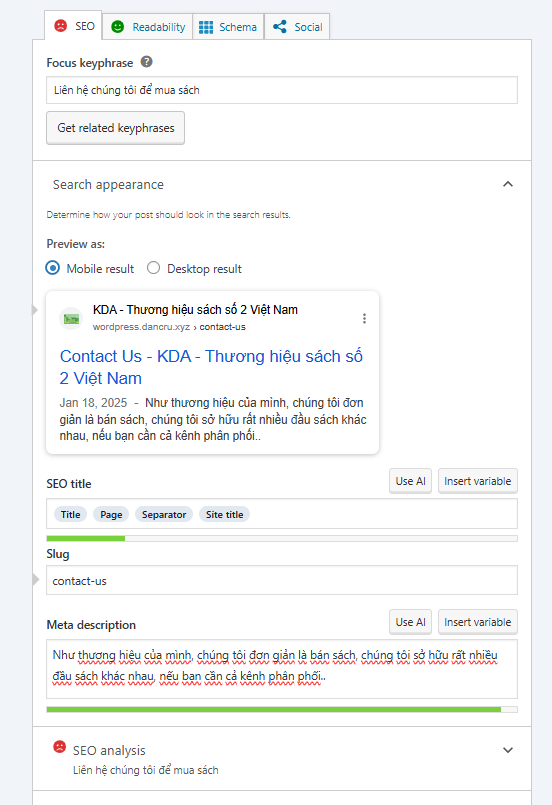 SEO
Readability
Schema
Social
Focus keyphrase
Liên hệ chúng tôi để mua sách
Get related keyphrases
Search appearance
Determine how your post should look in the search results.
Preview as:
Mobile result
Desktop result
KDA - Thương hiệu sách số 2 Việt Nam
wordpress.dancru.xyz › contact-us
Contact Us - KDA - Thương hiệu sách số
2 Việt Nam
Jan 18, 2025 - Như thương hiệu của mình, chúng tôi đơn
giản là bán sách, chúng tôi sở hữu rất nhiều đầu sách khác
nhau, nếu bạn cần cả kênh phân phối..
SEO title
Use AI
Insert variable
Title Page Separator Site title
Slug
contact-us
Meta description
Use AI
Insert variable
Như thương hiệu của mình, chúng tôi đơn giản là bán sách, chúng tôi sở hữu rất nhiều
đầu sách khác nhau, nếu bạn cần cả kênh phân phối..
SEO analysis
Liên hệ chúng tôi để mua sách